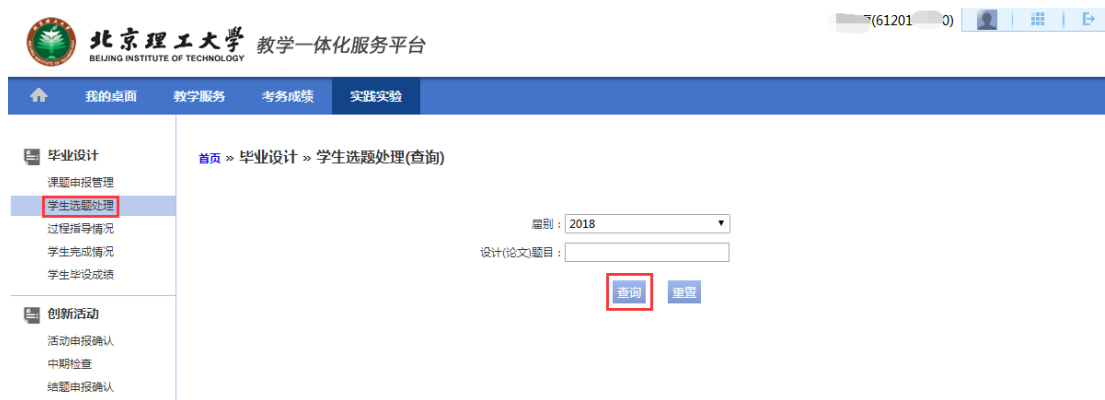 (61201 0)
北京理工大学 教学一体化服务平台
BEIJING INSTITUTE OF TECHNOLOGY
我的桌面 教学服务 考务成绩 实践实验
毕业设计
首页 » 毕业设计 » 学生选题处理(查询)
课题申报管理
学生选题处理
过程指导情况
学生完成情况
学生毕设成绩
届别：2018
设计(论文)题目：
查询 重置
创新活动
活动申报确认
中期检查
结题申报确认